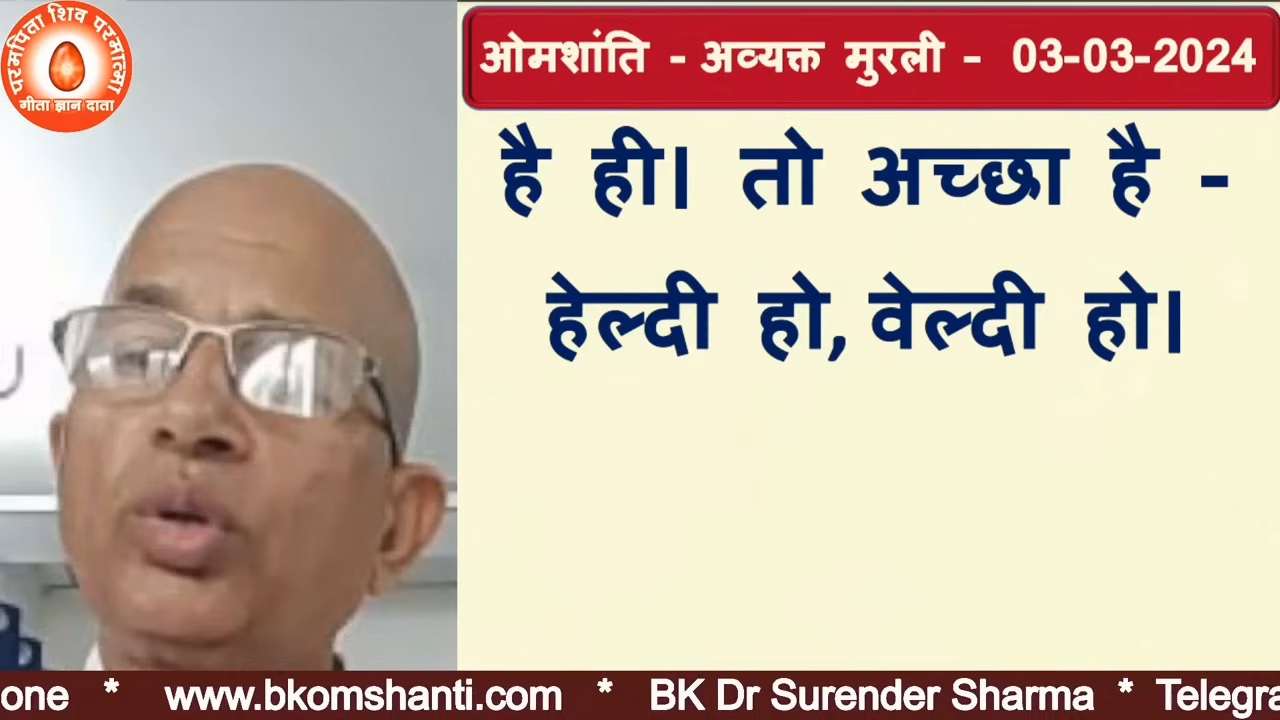 परमपिता शिव परमात्मा
गीता ज्ञान दाता
ओमशांति - अव्यक्त मुरली - 03-03-2024
है ही। तो अच्छा है -
हेल्दी हो, वेल्दी हो।
one * www.bkomshanti.com * BK Dr Surender Sharma * Telegra